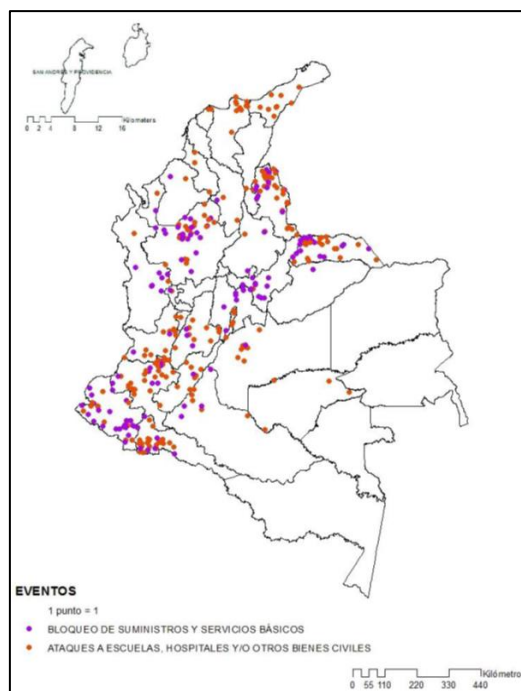 SAN ANDRES Y PROVIDENCIA
Kilometers
0 2 4 8 12 16
EVENTOS
1 punto = 1
BLOQUEO DE SUMINISTROS Y SERVICIOS BÁSICOS
ATAQUES A ESCUELAS, HOSPITALES Y/O OTROS BIENES CIVILES
Kilómetro
0 55 110 220 330 440